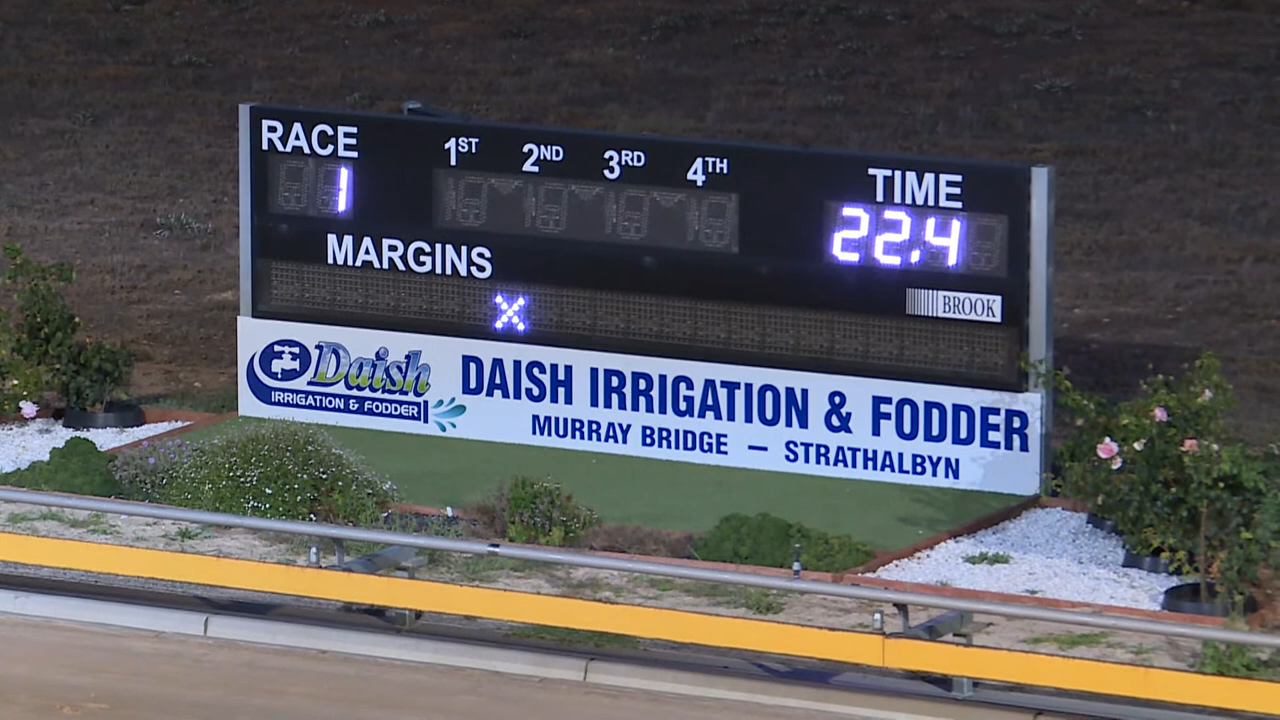 RACE 1ST 2ND 3RD 4TH TIME
1 22.4
MARGINS
X
BROOK
Daish
IRRIGATION & FODDER
DAISH IRRIGATION & FODDER
MURRAY BRIDGE – STRATHALBYN